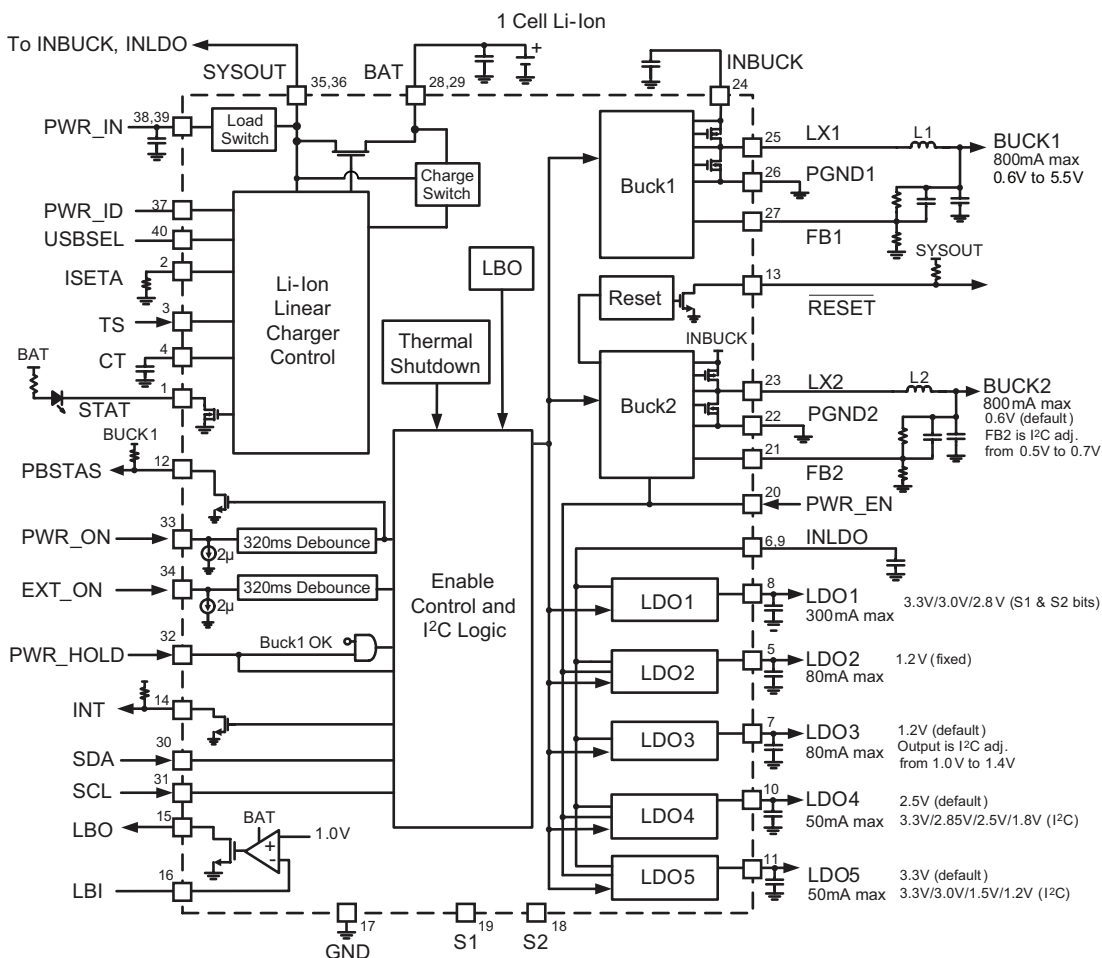 1 Cell Li-Ion
To INBUCK, INLDO
SYSOUT
35,36
BAT
28,29
+
INBUCK
24
PWR_IN
38,39
Load
Switch
Charge
Switch
PWR_ID
37
USBSEL
40
ISETA
2
TS
3
CT
4
BAT
STAT
1
Li-Ion
Linear
Charger
Control
LBO
Thermal
Shutdown
Buck1
25
LX1
L1
BUCK1
800mA max
0.6V to 5.5V
26
PGND1
27
FB1
SYSOUT
Reset
13
RESET
INBUCK
Buck2
23
LX2
L2
BUCK2
800mA max
0.6V (default)
FB2 is I²C adj.
from 0.5V to 0.7V
22
PGND2
21
FB2
20
PWR_EN
6,9
INLDO
BUCK1
PBSTAS
12
PWR_ON
33
320ms Debounce
2µ
EXT_ON
34
320ms Debounce
2µ
PWR_HOLD
32
Buck1 OK
INT
14
SDA
30
SCL
31
LBO
15
BAT
1.0V
+
-
LBI
16
Enable
Control and
I²C Logic
LDO1
8
LDO1
300mA max
3.3V/3.0V/2.8V (S1 & S2 bits)
LDO2
5
LDO2
80mA max
1.2V (fixed)
LDO3
7
LDO3
80mA max
1.2V (default)
Output is I²C adj.
from 1.0V to 1.4V
LDO4
10
LDO4
50mA max
2.5V (default)
3.3V/2.85V/2.5V/1.8V (I²C)
LDO5
11
LDO5
50mA max
3.3V (default)
3.3V/3.0V/1.5V/1.2V (I²C)
17
GND
S1
19
S2
18